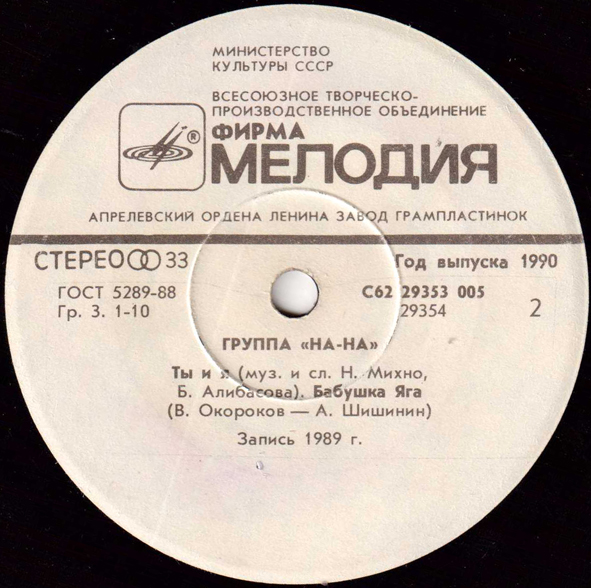 МИНИСТЕРСТВО
КУЛЬТУРЫ СССР
ВСЕСОЮЗНОЕ ТВОРЧЕСКО-
ПРОИЗВОДСТВЕННОЕ ОБЪЕДИНЕНИЕ
ФИРМА
® МЕЛОДИЯ
АПРЕЛЕВСКИЙ ОРДЕНА ЛЕНИНА ЗАВОД ГРАМПЛАСТИНОК
СТЕРЕО 33 Год выпуска 1990
ГОСТ 5289-88 С62 29353 005
Гр. 3. 1-10 29354 2
ГРУППА «НА-НА»
Ты и я (муз. и сл. Н. Михно,
Б. Алибасова). Бабушка Яга
(В. Окороков — А. Шишинин)
Запись 1989 г.